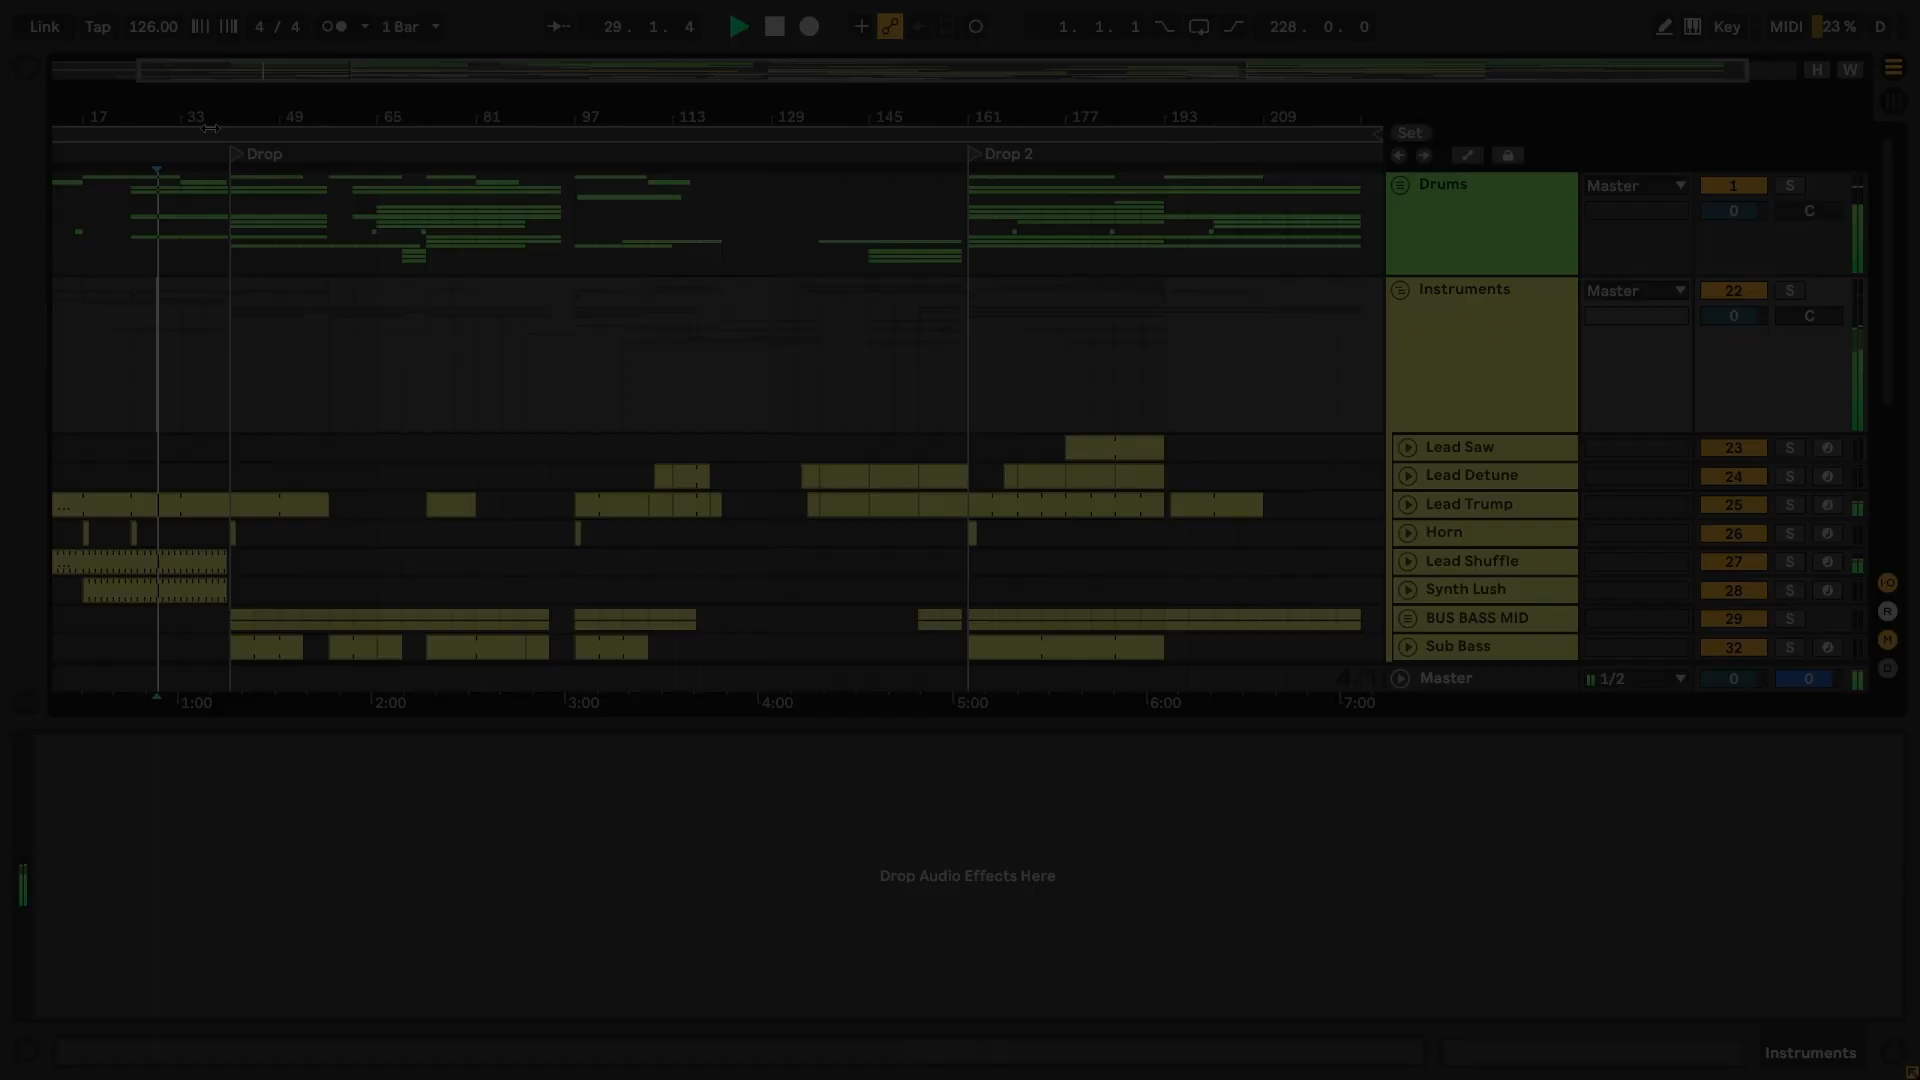 Link Tap 126.00 4 / 4 1 Bar 29. 1. 4 1. 1. 1 228. 0. 0 Key MIDI 23 % D
H W
17 33 49 65 81 97 113 129 145 161 177 193 209
Set
Drop Drop 2
Drums Master 1 S
0 C
Instruments Master 22 S
0 C
Lead Saw 23 S
Lead Detune 24 S
Lead Trump 25 S
Horn 26 S
Lead Shuffle 27 S
Synth Lush 28 S
BUS BASS MID 29 S
Sub Bass 32 S
I·O
R
M
D
Master 1/2 0 0
1:00 2:00 3:00 4:00 5:00 6:00 7:00
Drop Audio Effects Here
Instruments